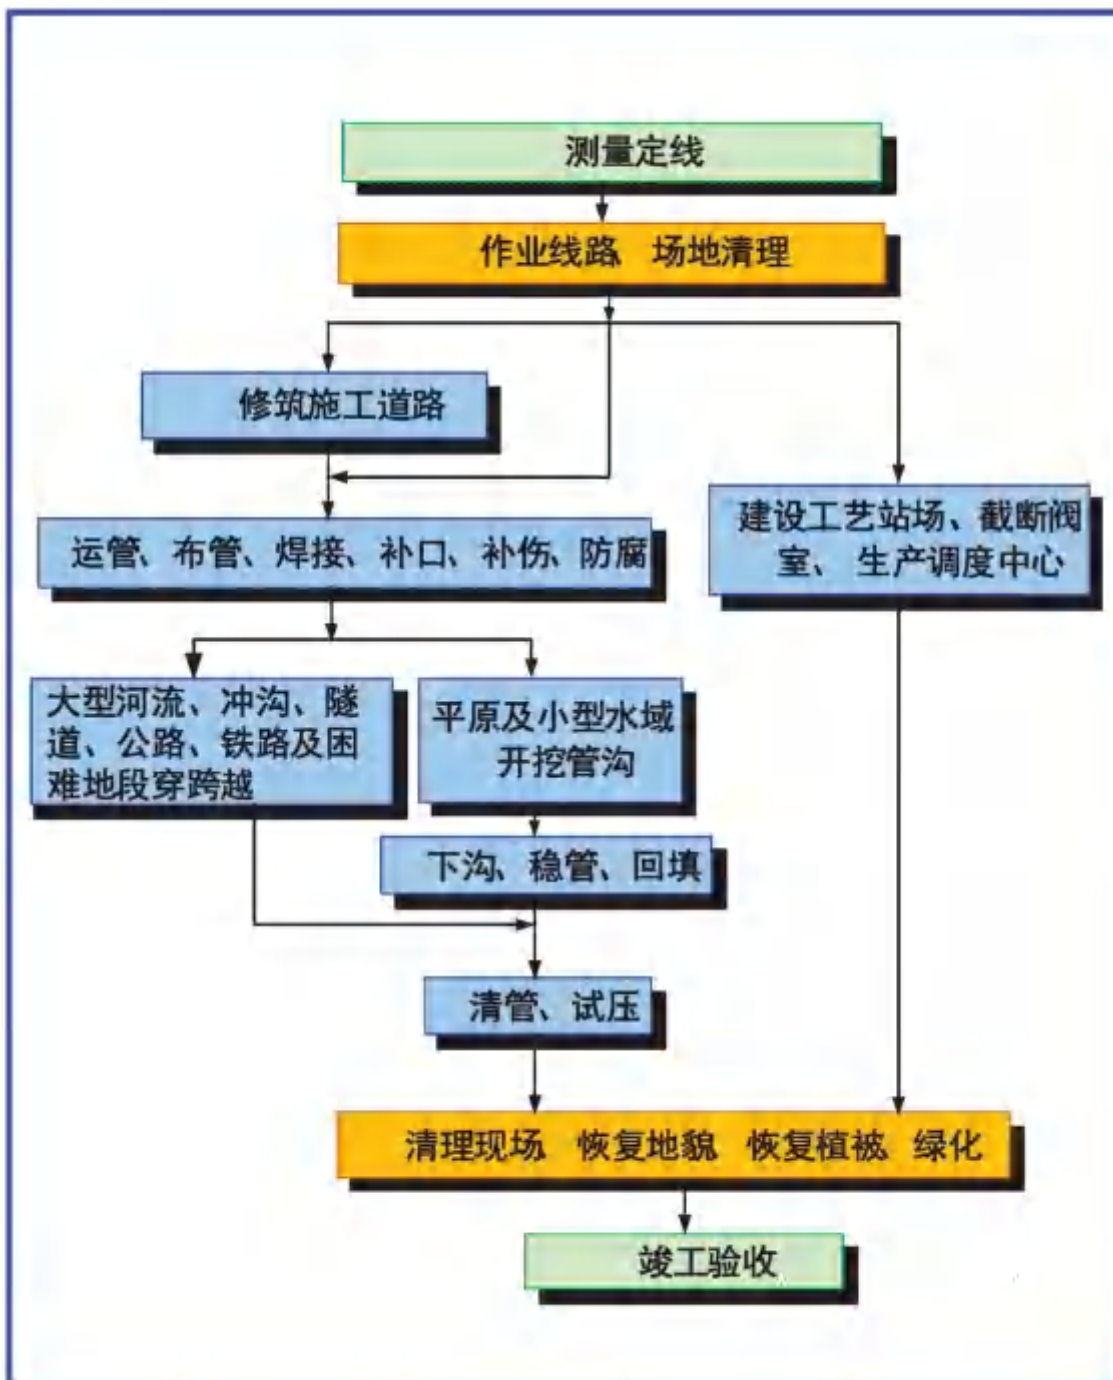 测量定线
作业线路、场地清理
修筑施工道路
建设工艺站场、截断阀
室、生产调度中心
运管、布管、焊接、补口、补伤、防腐
大型河流、冲沟、隧
道、公路、铁路及困
难地段穿跨越
平原及小型水域
开挖管沟
下沟、稳管、回填
清管、试压
清理现场、恢复地貌、恢复植被、绿化
竣工验收